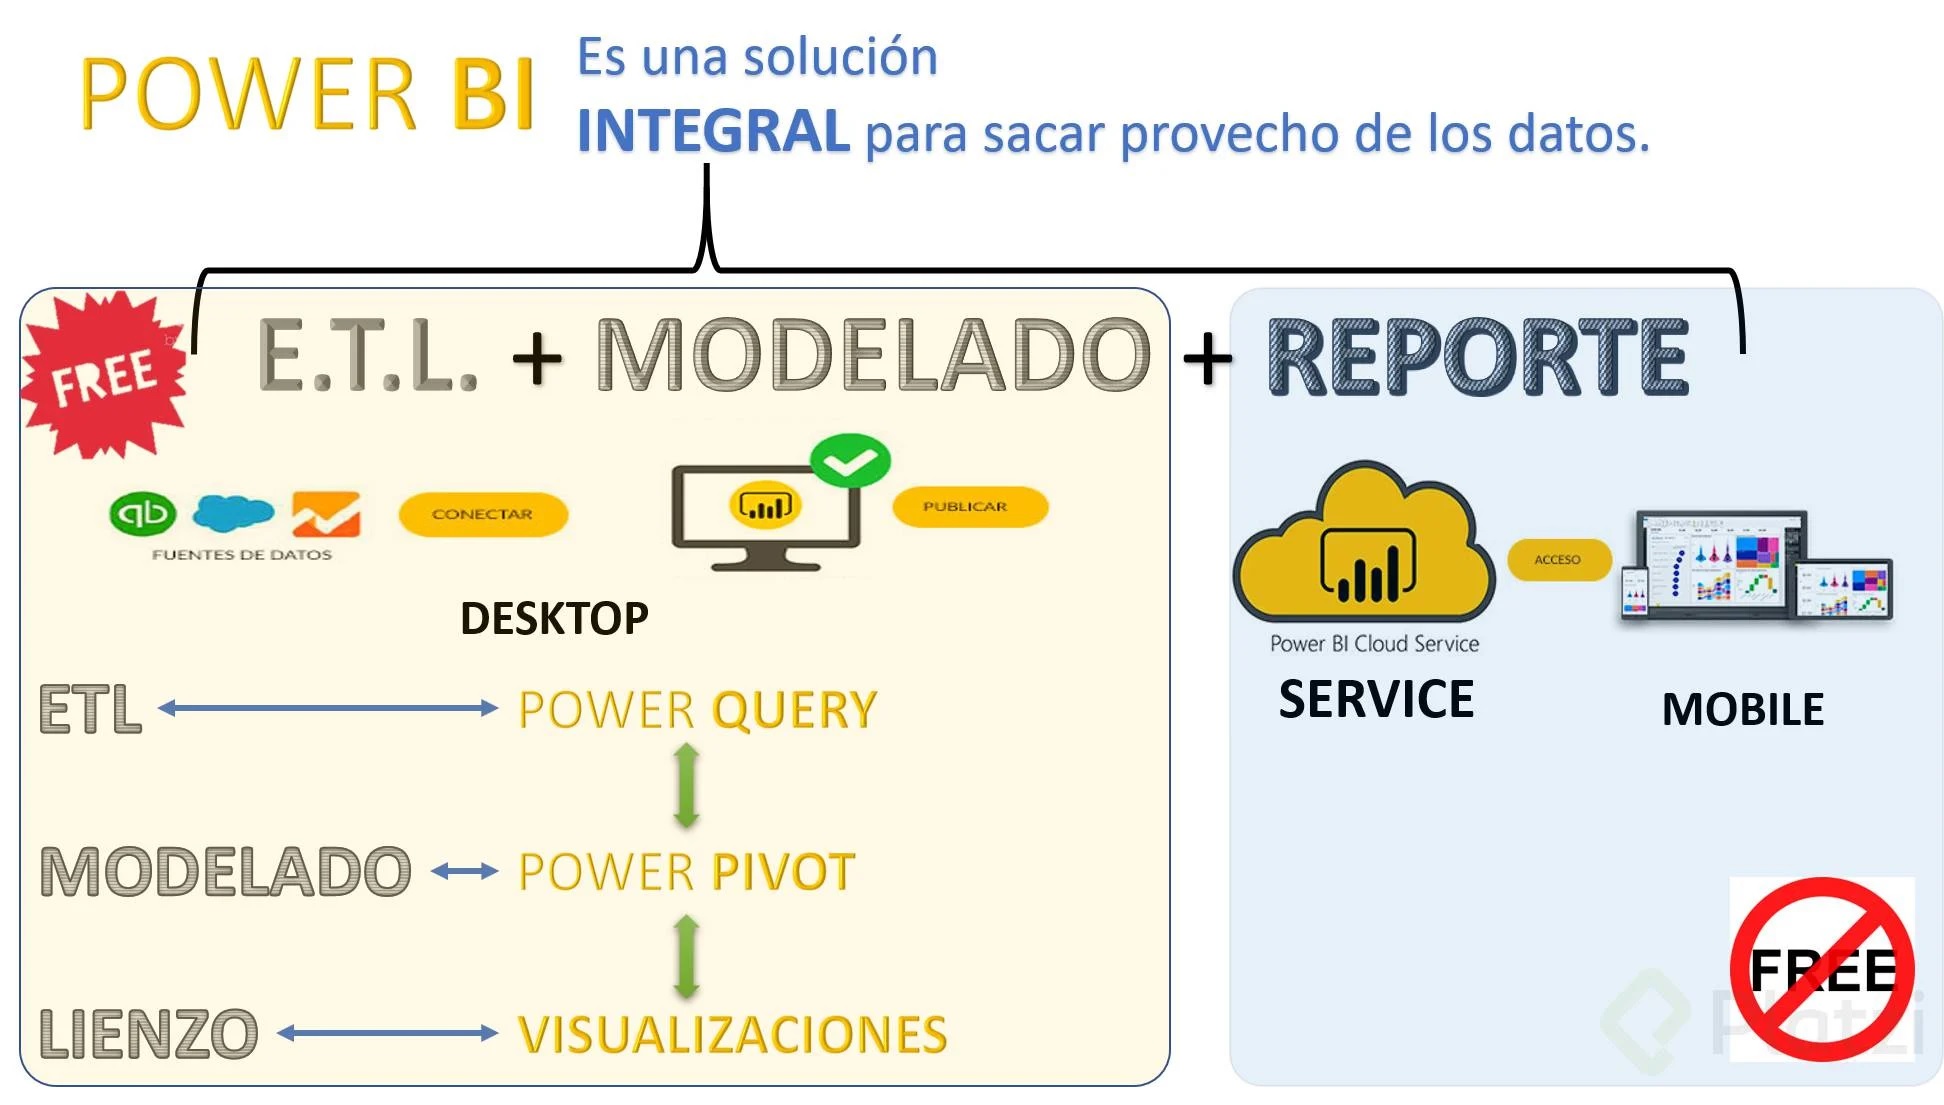 POWER BI
Es una solución
INTEGRAL para sacar provecho de los datos.
FREE
E.T.L. + MODELADO + REPORTE
qb
CONECTAR
FUENTES DE DATOS
PUBLICAR
DESKTOP
ETL
POWER QUERY
MODELADO
POWER PIVOT
LIENZO
VISUALIZACIONES
ACCESO
Power BI Cloud Service
SERVICE
MOBILE
FREE
Platzi